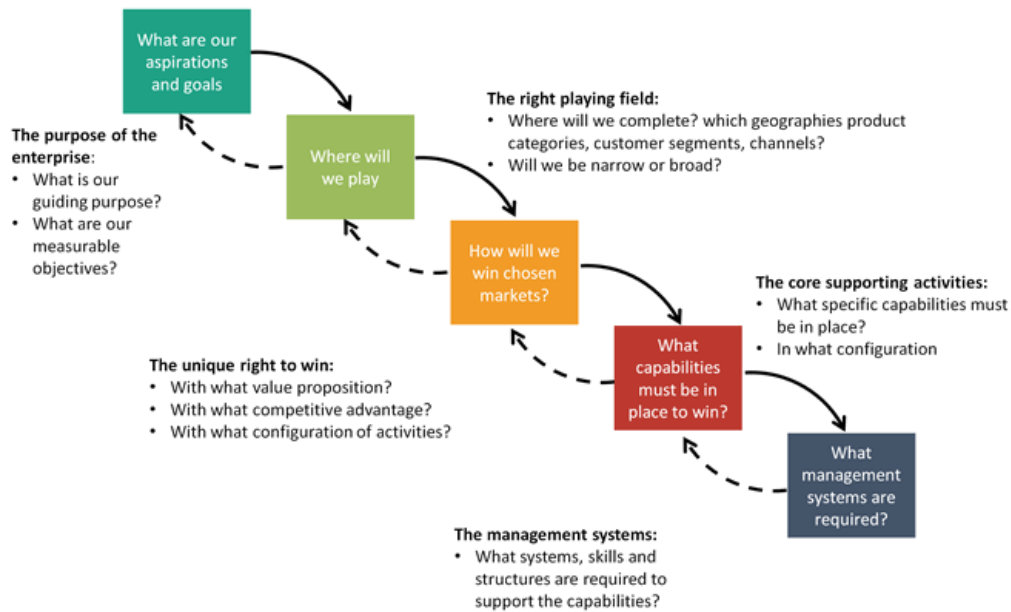 What are our
aspirations
and goals
The purpose of the
enterprise:
• What is our
guiding purpose?
• What are our
measurable
objectives?
Where will
we play
The right playing field:
• Where will we complete? which geographies product
categories, customer segments, channels?
• Will we be narrow or broad?
How will we
win chosen
markets?
The unique right to win:
• With what value proposition?
• With what competitive advantage?
• With what configuration of activities?
What
capabilities
must be in
place to win?
The core supporting activities:
• What specific capabilities must
be in place?
• In what configuration
What
management
systems are
required?
The management systems:
• What systems, skills and
structures are required to
support the capabilities?